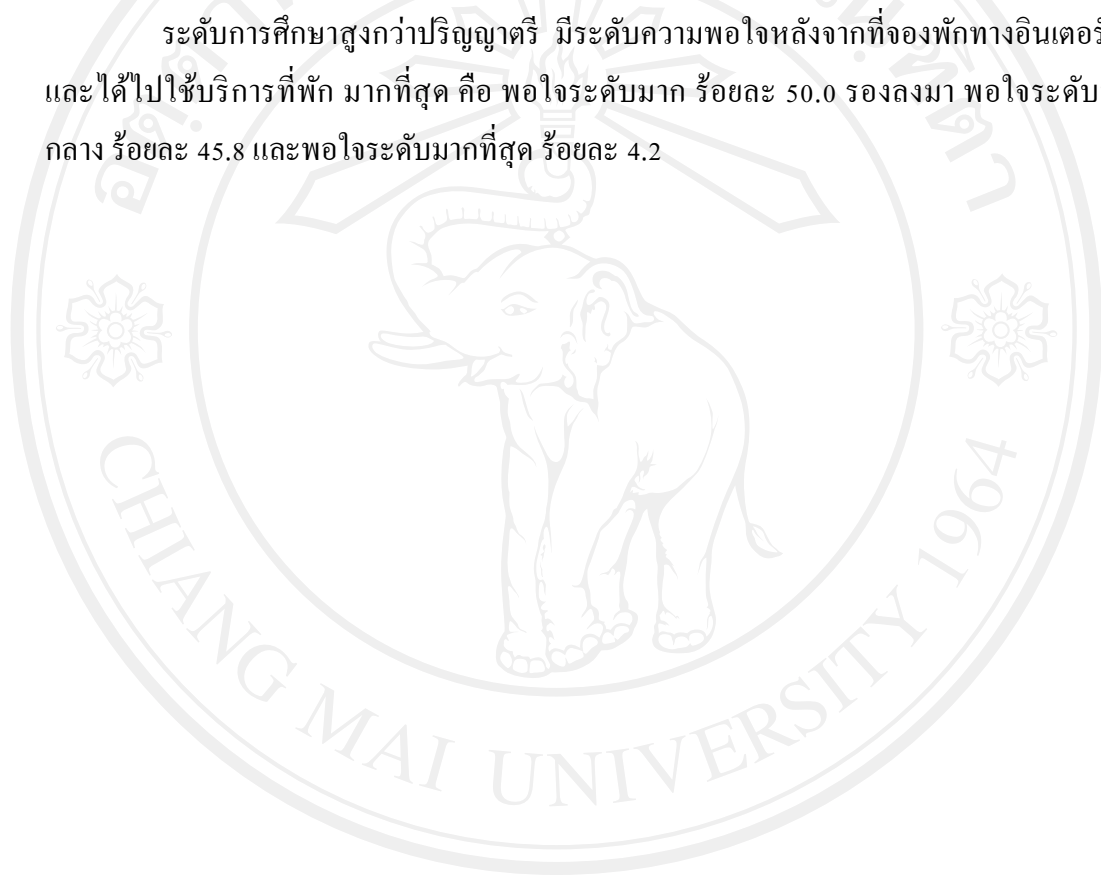 ระดับการศึกษาสูงกว่าปริญญาตรี มีระดับความพอใจหลังจากที่จองพักทางอินเตอร์
และได้ไปใช้บริการที่พัก มากที่สุด คือ พอใจระดับมาก ร้อยละ 50.0 รองลงมา พอใจระดับ
กลาง ร้อยละ 45.8 และพอใจระดับมากที่สุด ร้อยละ 4.2
CHIANG MAI UNIVERSITY 1964